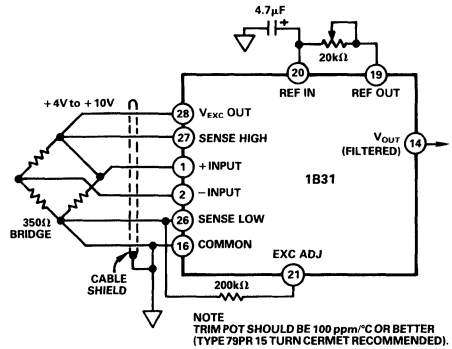 4.7µF
+
20kΩ
20
19
REF IN
REF OUT
+4V to +10V
28
VEXC OUT
27
SENSE HIGH
1
+INPUT
2
−INPUT
26
SENSE LOW
16
COMMON
VOUT
(FILTERED)
14
1B31
350Ω
BRIDGE
CABLE
SHIELD
EXC ADJ
21
200kΩ
NOTE
TRIM POT SHOULD BE 100 ppm/°C OR BETTER
(TYPE 79PR 15 TURN CERMET RECOMMENDED).